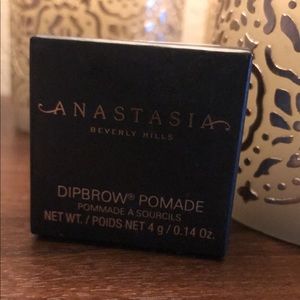 ANASTASIA
BEVERLY HILLS
DIPBROW® POMADE
POMMADE À SOURCILS
NET WT. / POIDS NET 4 g / 0.14 Oz.